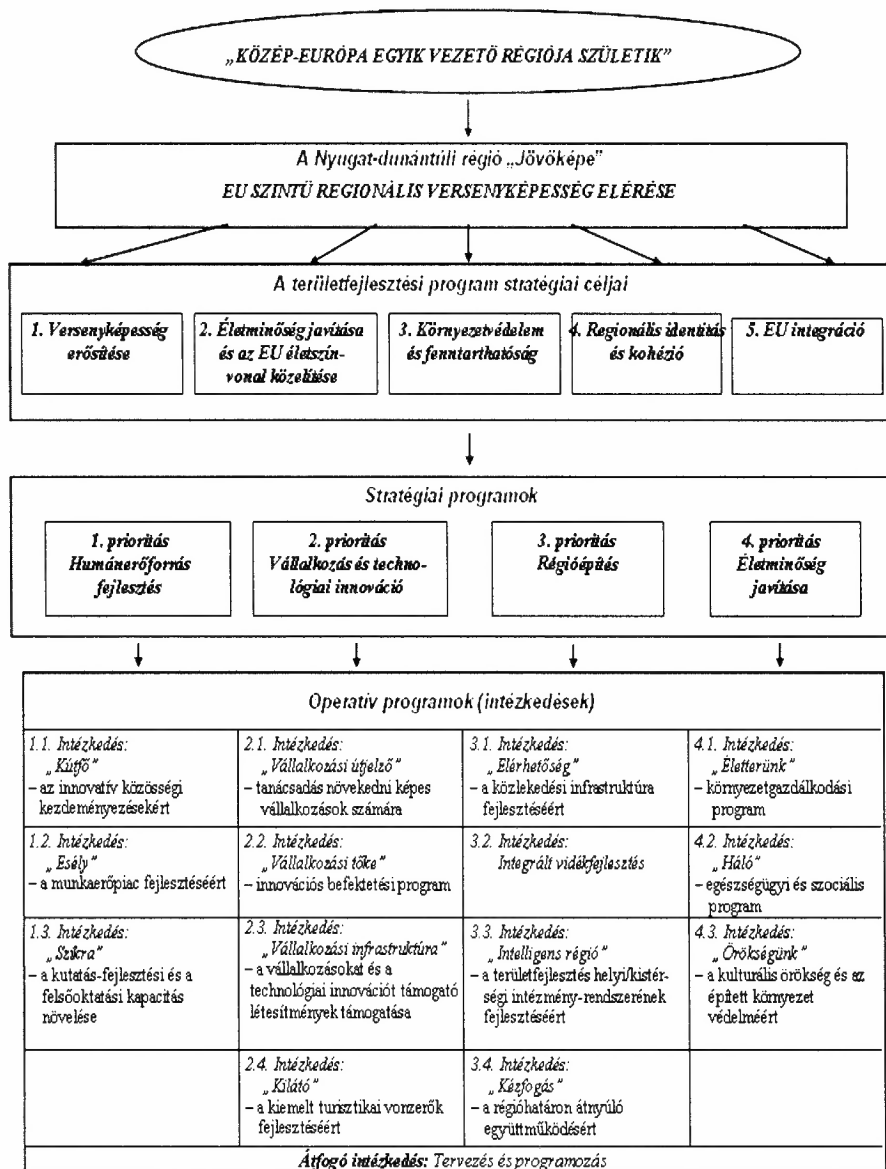 „KÖZÉP-EURÓPA EGYIK VEZETŐ RÉGIÓJA SZÜLETIK”
A Nyugat-dunántúli régió „Jövőképe”
EU SZINTŰ REGIONÁLIS VERSENYKÉPESSÉG ELÉRÉSE
A területfejlesztési program stratégiai céljai
1. Versenyképesség
erősítése
2. Életminőség javítása
és az EU életszín-
vonal közelítése
3. Környezetvédelem
és fenntarthatóság
4. Regionális identitás
és kohézió
5. EU integráció
Stratégiai programok
1. prioritás
Humánerőforrás
fejlesztés
2. prioritás
Vállalkozás és techno-
lógiai innováció
3. prioritás
Régióépítés
4. prioritás
Életminőség
javítása
Operatív programok (intézkedések)
1.1. Intézkedés:
„Kútfő”
– az innovatív közösségi
kezdeményezésekért
2.1. Intézkedés:
„Vállalkozási útjelző”
– tanácsadás növekedni képes
vállalkozások számára
3.1. Intézkedés:
„Elérhetőség”
– a közlekedési infrastruktúra
fejlesztéséért
4.1. Intézkedés:
„Életterünk”
– környezetgazdálkodási
program
1.2. Intézkedés:
„Esély”
– a munkaerőpiac fejlesztéséért
2.2. Intézkedés:
„Vállalkozási tőke”
– innovációs befektetési program
3.2. Intézkedés:
Integrált vidékfejlesztés
4.2. Intézkedés:
„Háló”
– egészségügyi és szociális
program
1.3. Intézkedés:
„Szikra”
– a kutatás-fejlesztési és a
felsőoktatási kapacitás
növelése
2.3. Intézkedés:
„Vállalkozási infrastruktúra”
– a vállalkozásokat és a
technológiai innovációt támogató
létesítmények támogatása
3.3. Intézkedés:
„Intelligens régió”
– a területfejlesztés helyi/kistér-
ségi intézmény-rendszerének
fejlesztéséért
4.3. Intézkedés:
„Örökségünk”
– a kulturális örökség és az
épített környezet
védelméért
2.4. Intézkedés:
„Kilátó”
– a kiemelt turisztikai vonzerők
fejlesztéséért
3.4. Intézkedés:
„Kézfogás”
– a régióhatáron átnyúló
együttműködésért
Átfogó intézkedés: Tervezés és programozás